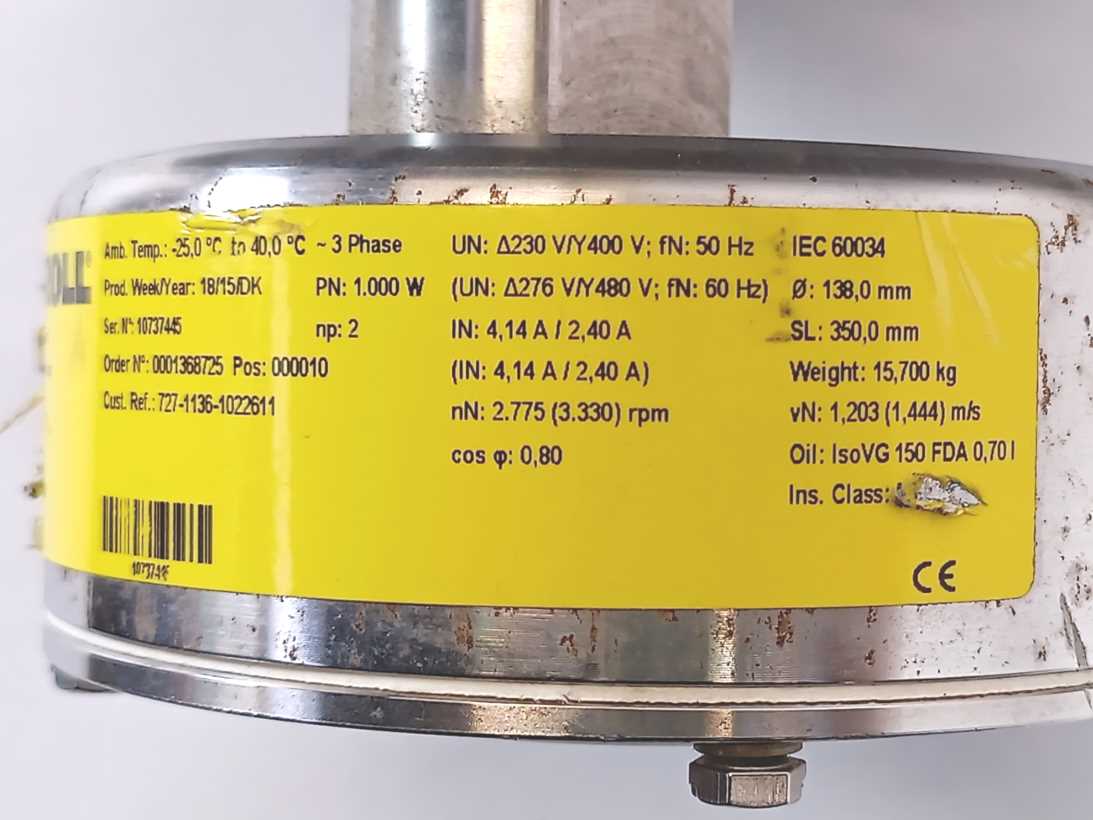 OLL®
Amb. Temp.: -25,0 °C to 40,0 °C ~ 3 Phase
Prod. Week/Year: 18/15/DK PN: 1.000 W
Ser. N°: 10737445 np: 2
Order N°: 0001368725 Pos: 000010
Cust. Ref.: 727-1136-1022611
10737445
UN: Δ230 V/Y400 V; fN: 50 Hz
(UN: Δ276 V/Y480 V; fN: 60 Hz)
IN: 4,14 A / 2,40 A
(IN: 4,14 A / 2,40 A)
nN: 2.775 (3.330) rpm
cos φ: 0,80
IEC 60034
Ø: 138,0 mm
SL: 350,0 mm
Weight: 15,700 kg
vN: 1,203 (1,444) m/s
Oil: IsoVG 150 FDA 0,70 l
Ins. Class:
CE